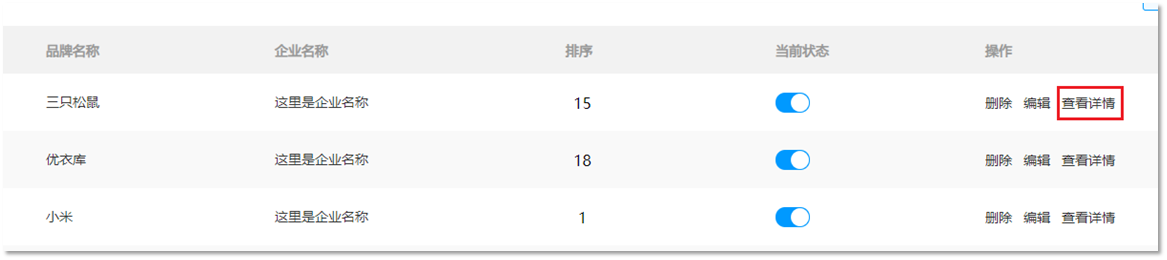 品牌名称 企业名称 排序 当前状态 操作
三只松鼠 这里是企业名称 15 删除 编辑 查看详情
优衣库 这里是企业名称 18 删除 编辑 查看详情
小米 这里是企业名称 1 删除 编辑 查看详情